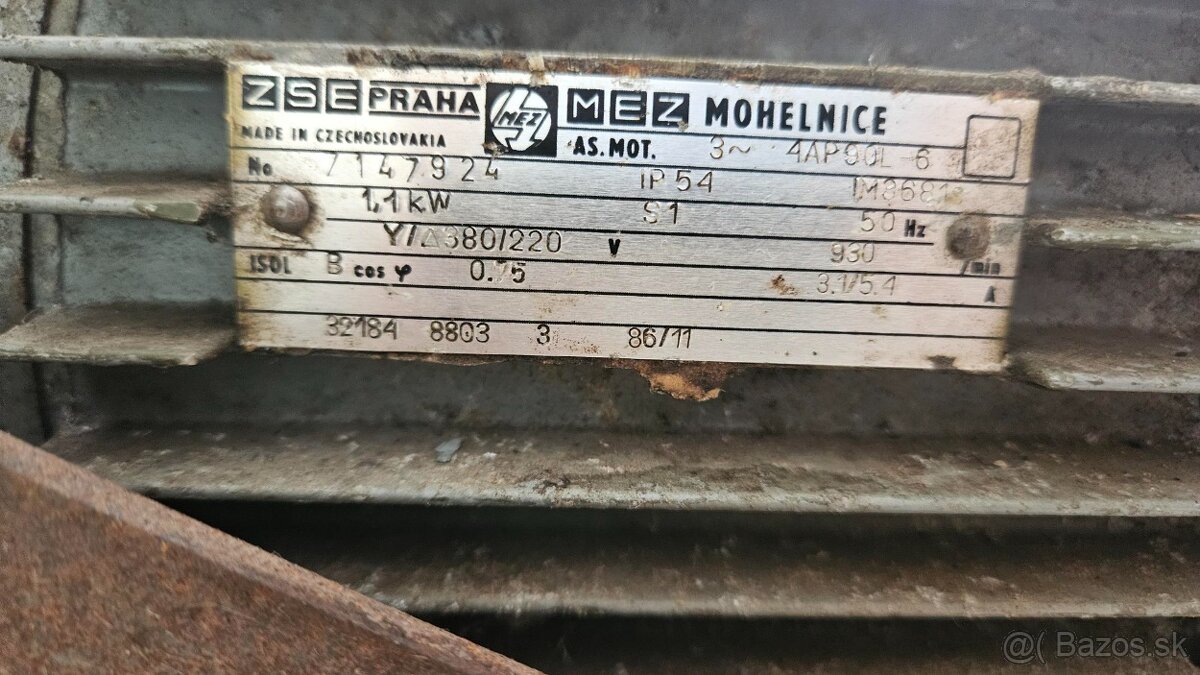 ZSE PRAHA MEZ MEZ MOHELNICE
MADE IN CZECHOSLOVAKIA AS. MOT. 3~ 4AP90L-6
No 7147924 IP 54
1,1 kW S1 50 Hz
Y/△380/220 V 930 /min
ISOL B cos φ 0.75 3.1/5.4 A
32184 8803 3 86/11
@( Bazos.sk